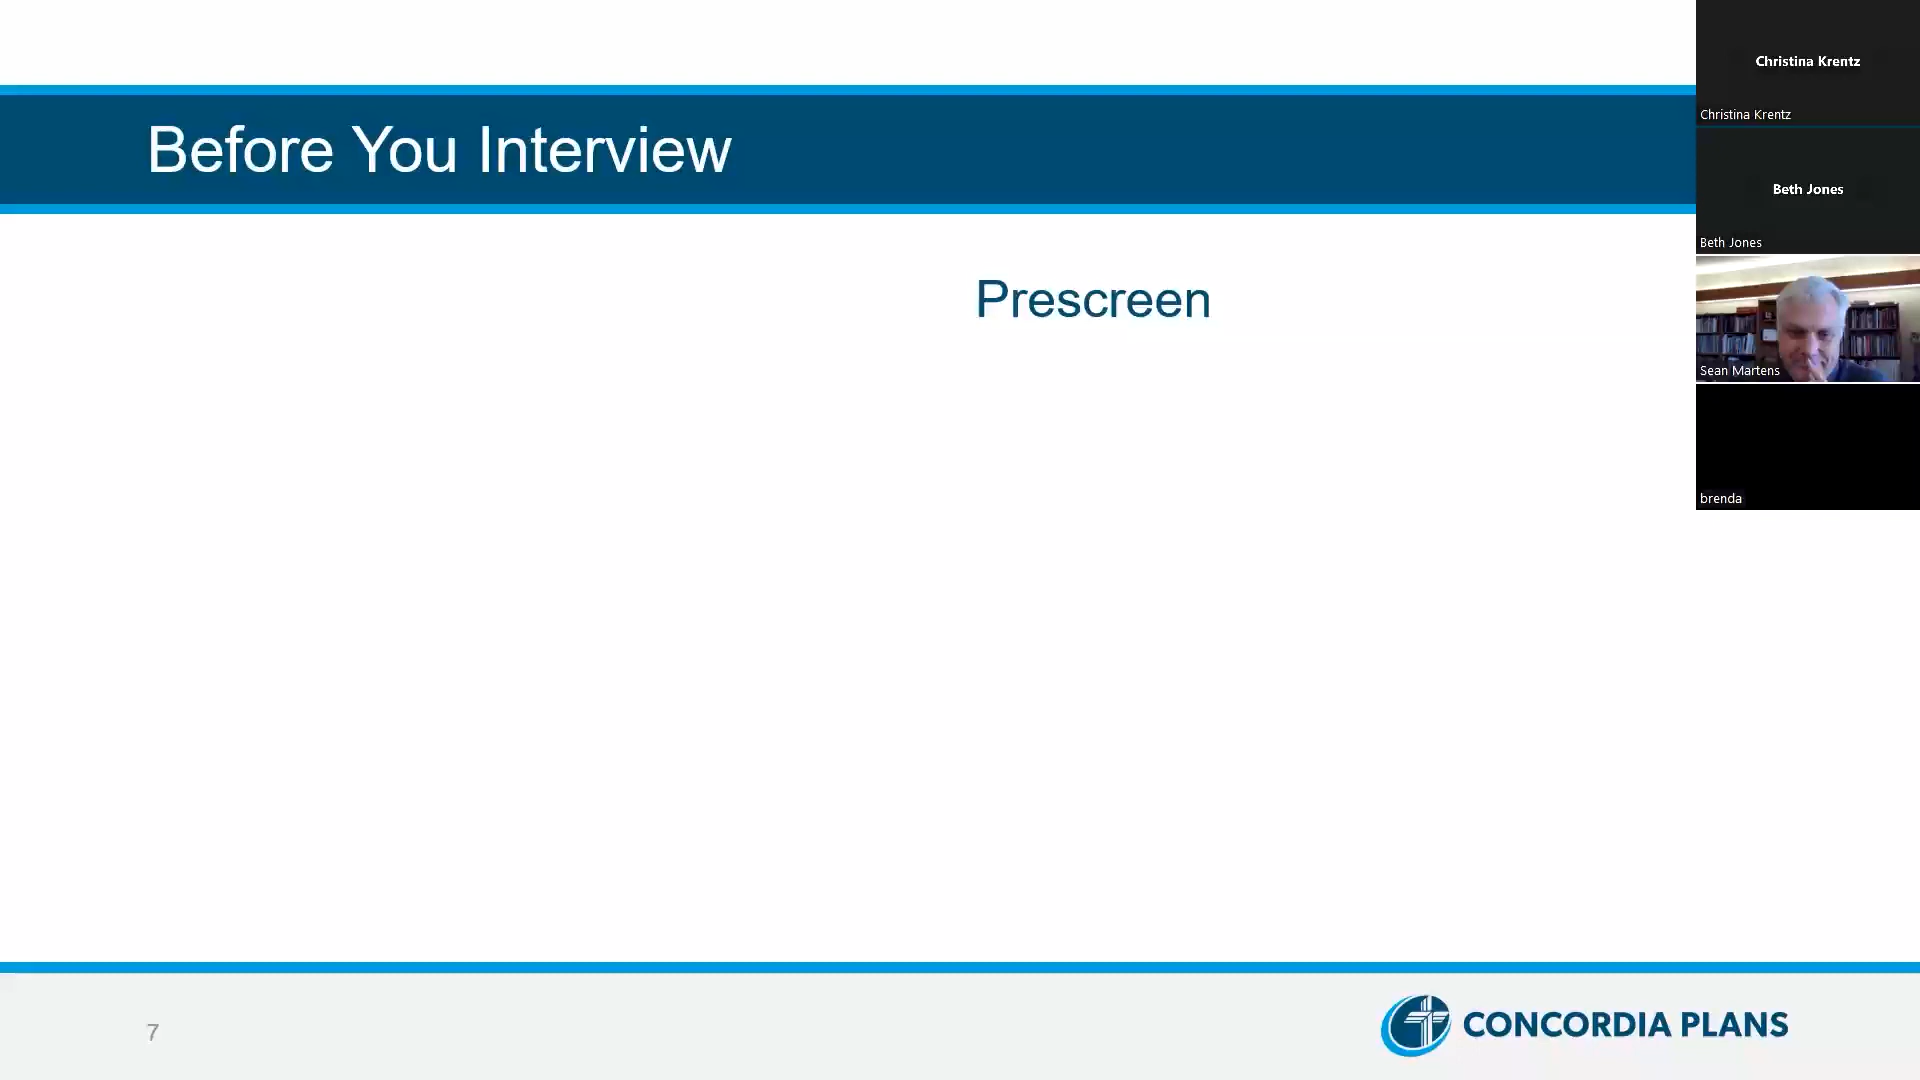 Before You Interview
Prescreen
Christina Krentz
Christina Krentz
Beth Jones
Beth Jones
Sean Martens
brenda
7
CONCORDIA PLANS